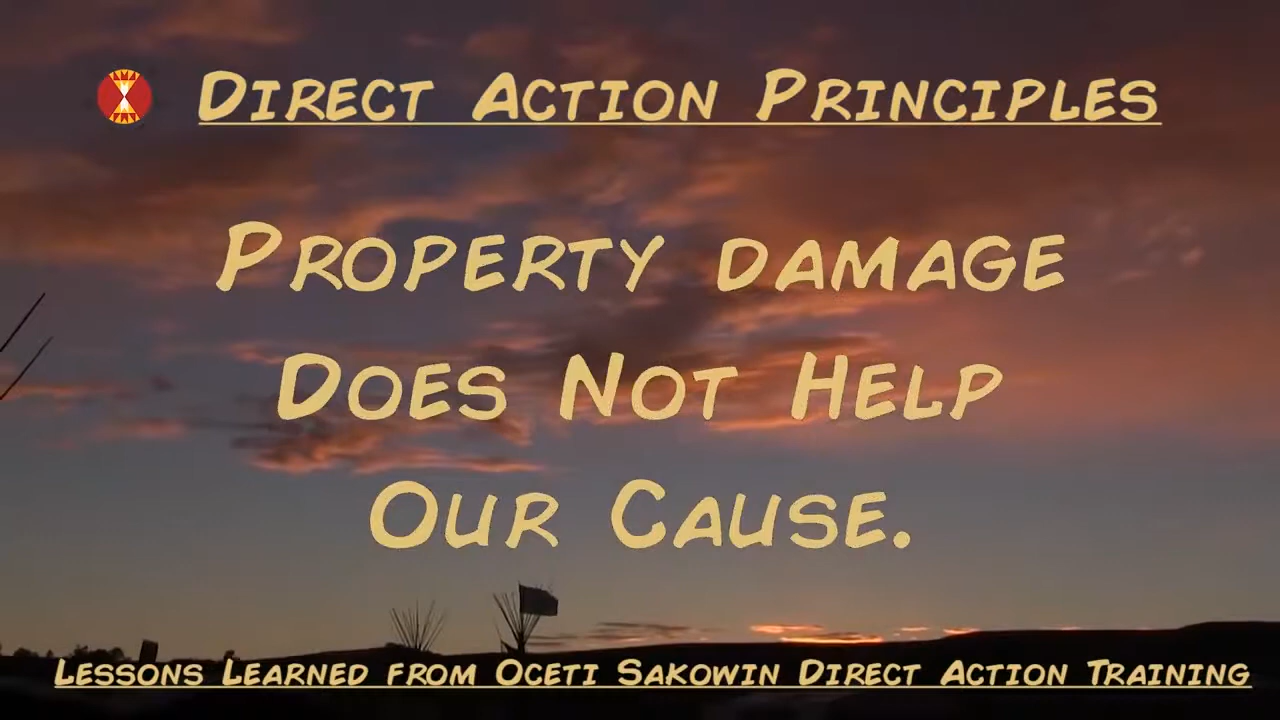 Direct Action Principles
Property damage
Does Not Help
Our Cause.
Lessons Learned from Oceti Sakowin Direct Action Training